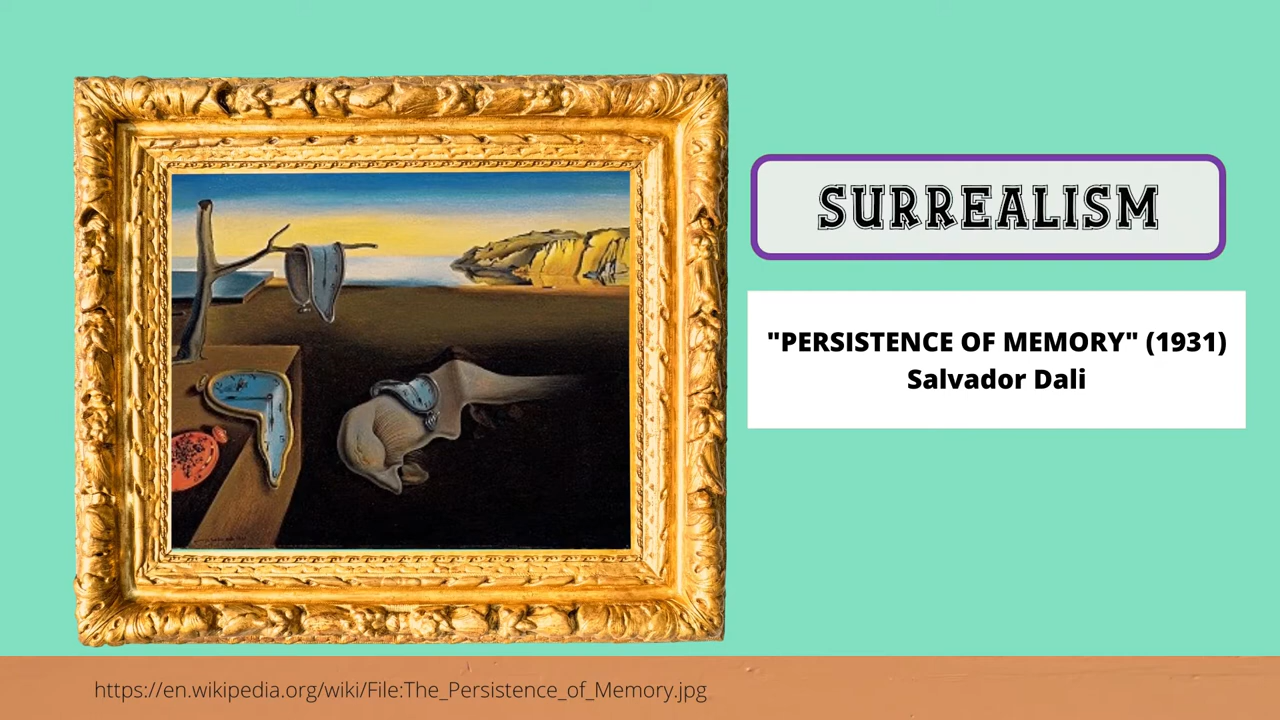 SURREALISM
"PERSISTENCE OF MEMORY" (1931)
Salvador Dali
https://en.wikipedia.org/wiki/File:The_Persistence_of_Memory.jpg